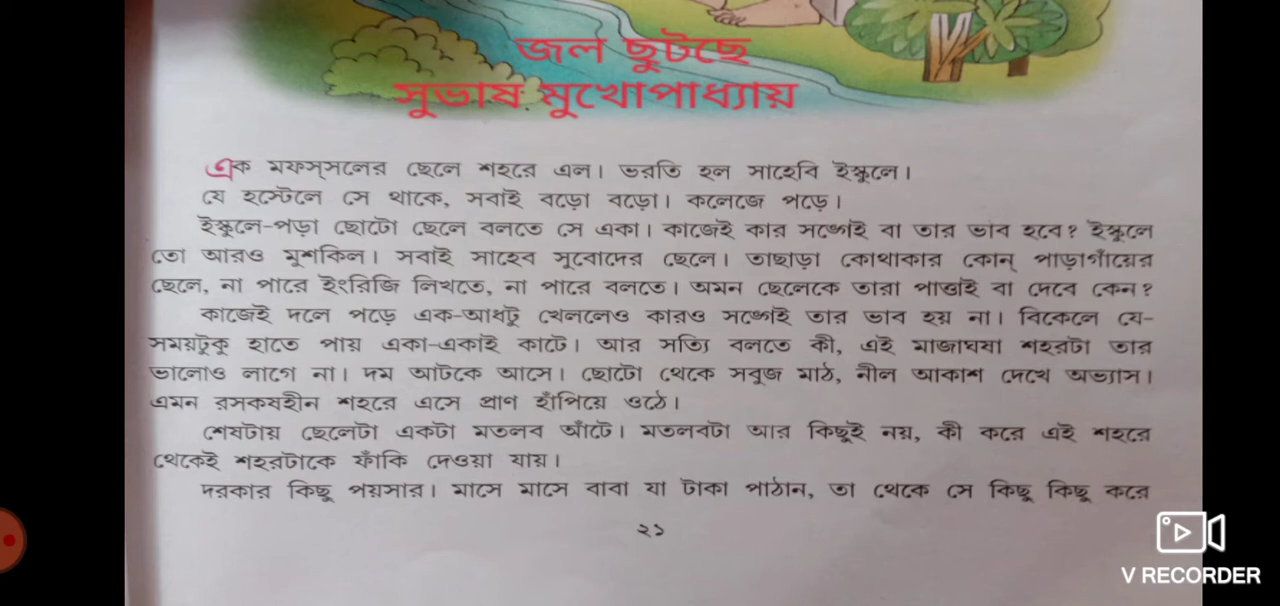 জল ছুটছে
সুভাষ মুখোপাধ্যায়
এক মফস্‌সলের ছেলে শহরে এল। ভরতি হল সাহেবি ইস্কুলে।
যে হস্টেলে সে থাকে, সবাই বড়ো বড়ো। কলেজে পড়ে।
ইস্কুলে-পড়া ছোটো ছেলে বলতে সে একা। কাজেই কার সঙ্গেই বা তার ভাব হবে? ইস্কুলে
তো আরও মুশকিল। সবাই সাহেব সুবোদের ছেলে। তাছাড়া কোথাকার কোন্ পাড়াগাঁয়ের
ছেলে, না পারে ইংরিজি লিখতে, না পারে বলতে। অমন ছেলেকে তারা পাত্তাই বা দেবে কেন?
কাজেই দলে পড়ে এক-আধটু খেললেও কারও সঙ্গেই তার ভাব হয় না। বিকেলে যে-
সময়টুকু হাতে পায় একা-একাই কাটে। আর সত্যি বলতে কী, এই মাজাঘষা শহরটা তার
ভালোও লাগে না। দম আটকে আসে। ছোটো থেকে সবুজ মাঠ, নীল আকাশ দেখে অভ্যাস।
এমন রসকষহীন শহরে এসে প্রাণ হাঁপিয়ে ওঠে।
শেষটায় ছেলেটা একটা মতলব আঁটে। মতলবটা আর কিছুই নয়, কী করে এই শহরে
থেকেই শহরটাকে ফাঁকি দেওয়া যায়।
দরকার কিছু পয়সার। মাসে মাসে বাবা যা টাকা পাঠান, তা থেকে সে কিছু কিছু করে
২১
V RECORDER